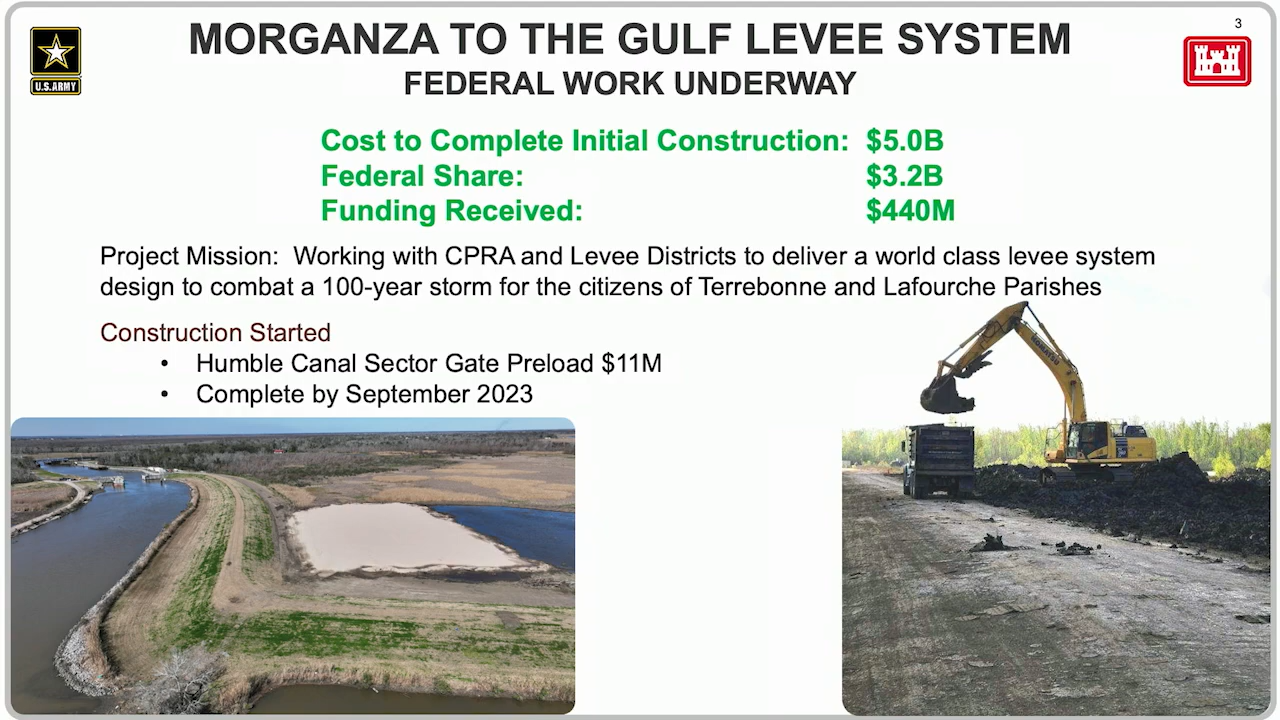 3
MORGANZA TO THE GULF LEVEE SYSTEM
FEDERAL WORK UNDERWAY
U.S.ARMY
Cost to Complete Initial Construction: $5.0B
Federal Share: $3.2B
Funding Received: $440M
Project Mission: Working with CPRA and Levee Districts to deliver a world class levee system
design to combat a 100-year storm for the citizens of Terrebonne and Lafourche Parishes
Construction Started
• Humble Canal Sector Gate Preload $11M
• Complete by September 2023
KOMATSU